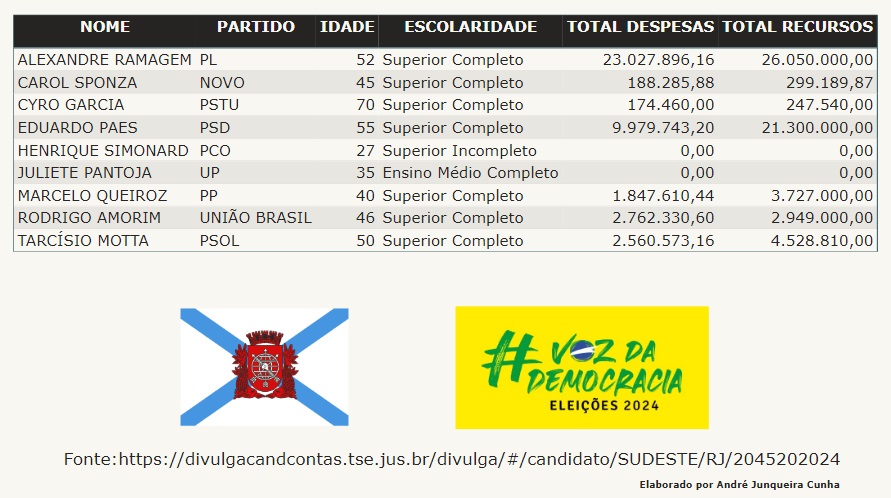 NOME PARTIDO IDADE ESCOLARIDADE TOTAL DESPESAS TOTAL RECURSOS
ALEXANDRE RAMAGEM PL 52 Superior Completo 23.027.896,16 26.050.000,00
CAROL SPONZA NOVO 45 Superior Completo 188.285,88 299.189,87
CYRO GARCIA PSTU 70 Superior Completo 174.460,00 247.540,00
EDUARDO PAES PSD 55 Superior Completo 9.979.743,20 21.300.000,00
HENRIQUE SIMONARD PCO 27 Superior Incompleto 0,00 0,00
JULIETE PANTOJA UP 35 Ensino Médio Completo 0,00 0,00
MARCELO QUEIROZ PP 40 Superior Completo 1.847.610,44 3.727.000,00
RODRIGO AMORIM UNIÃO BRASIL 46 Superior Completo 2.762.330,60 2.949.000,00
TARCÍSIO MOTTA PSOL 50 Superior Completo 2.560.573,16 4.528.810,00
# VOZ DA
DEMOCRACIA
ELEIÇÕES 2024
Fonte:https://divulgacandcontas.tse.jus.br/divulga/#/candidato/SUDESTE/RJ/2045202024
Elaborado por André Junqueira Cunha